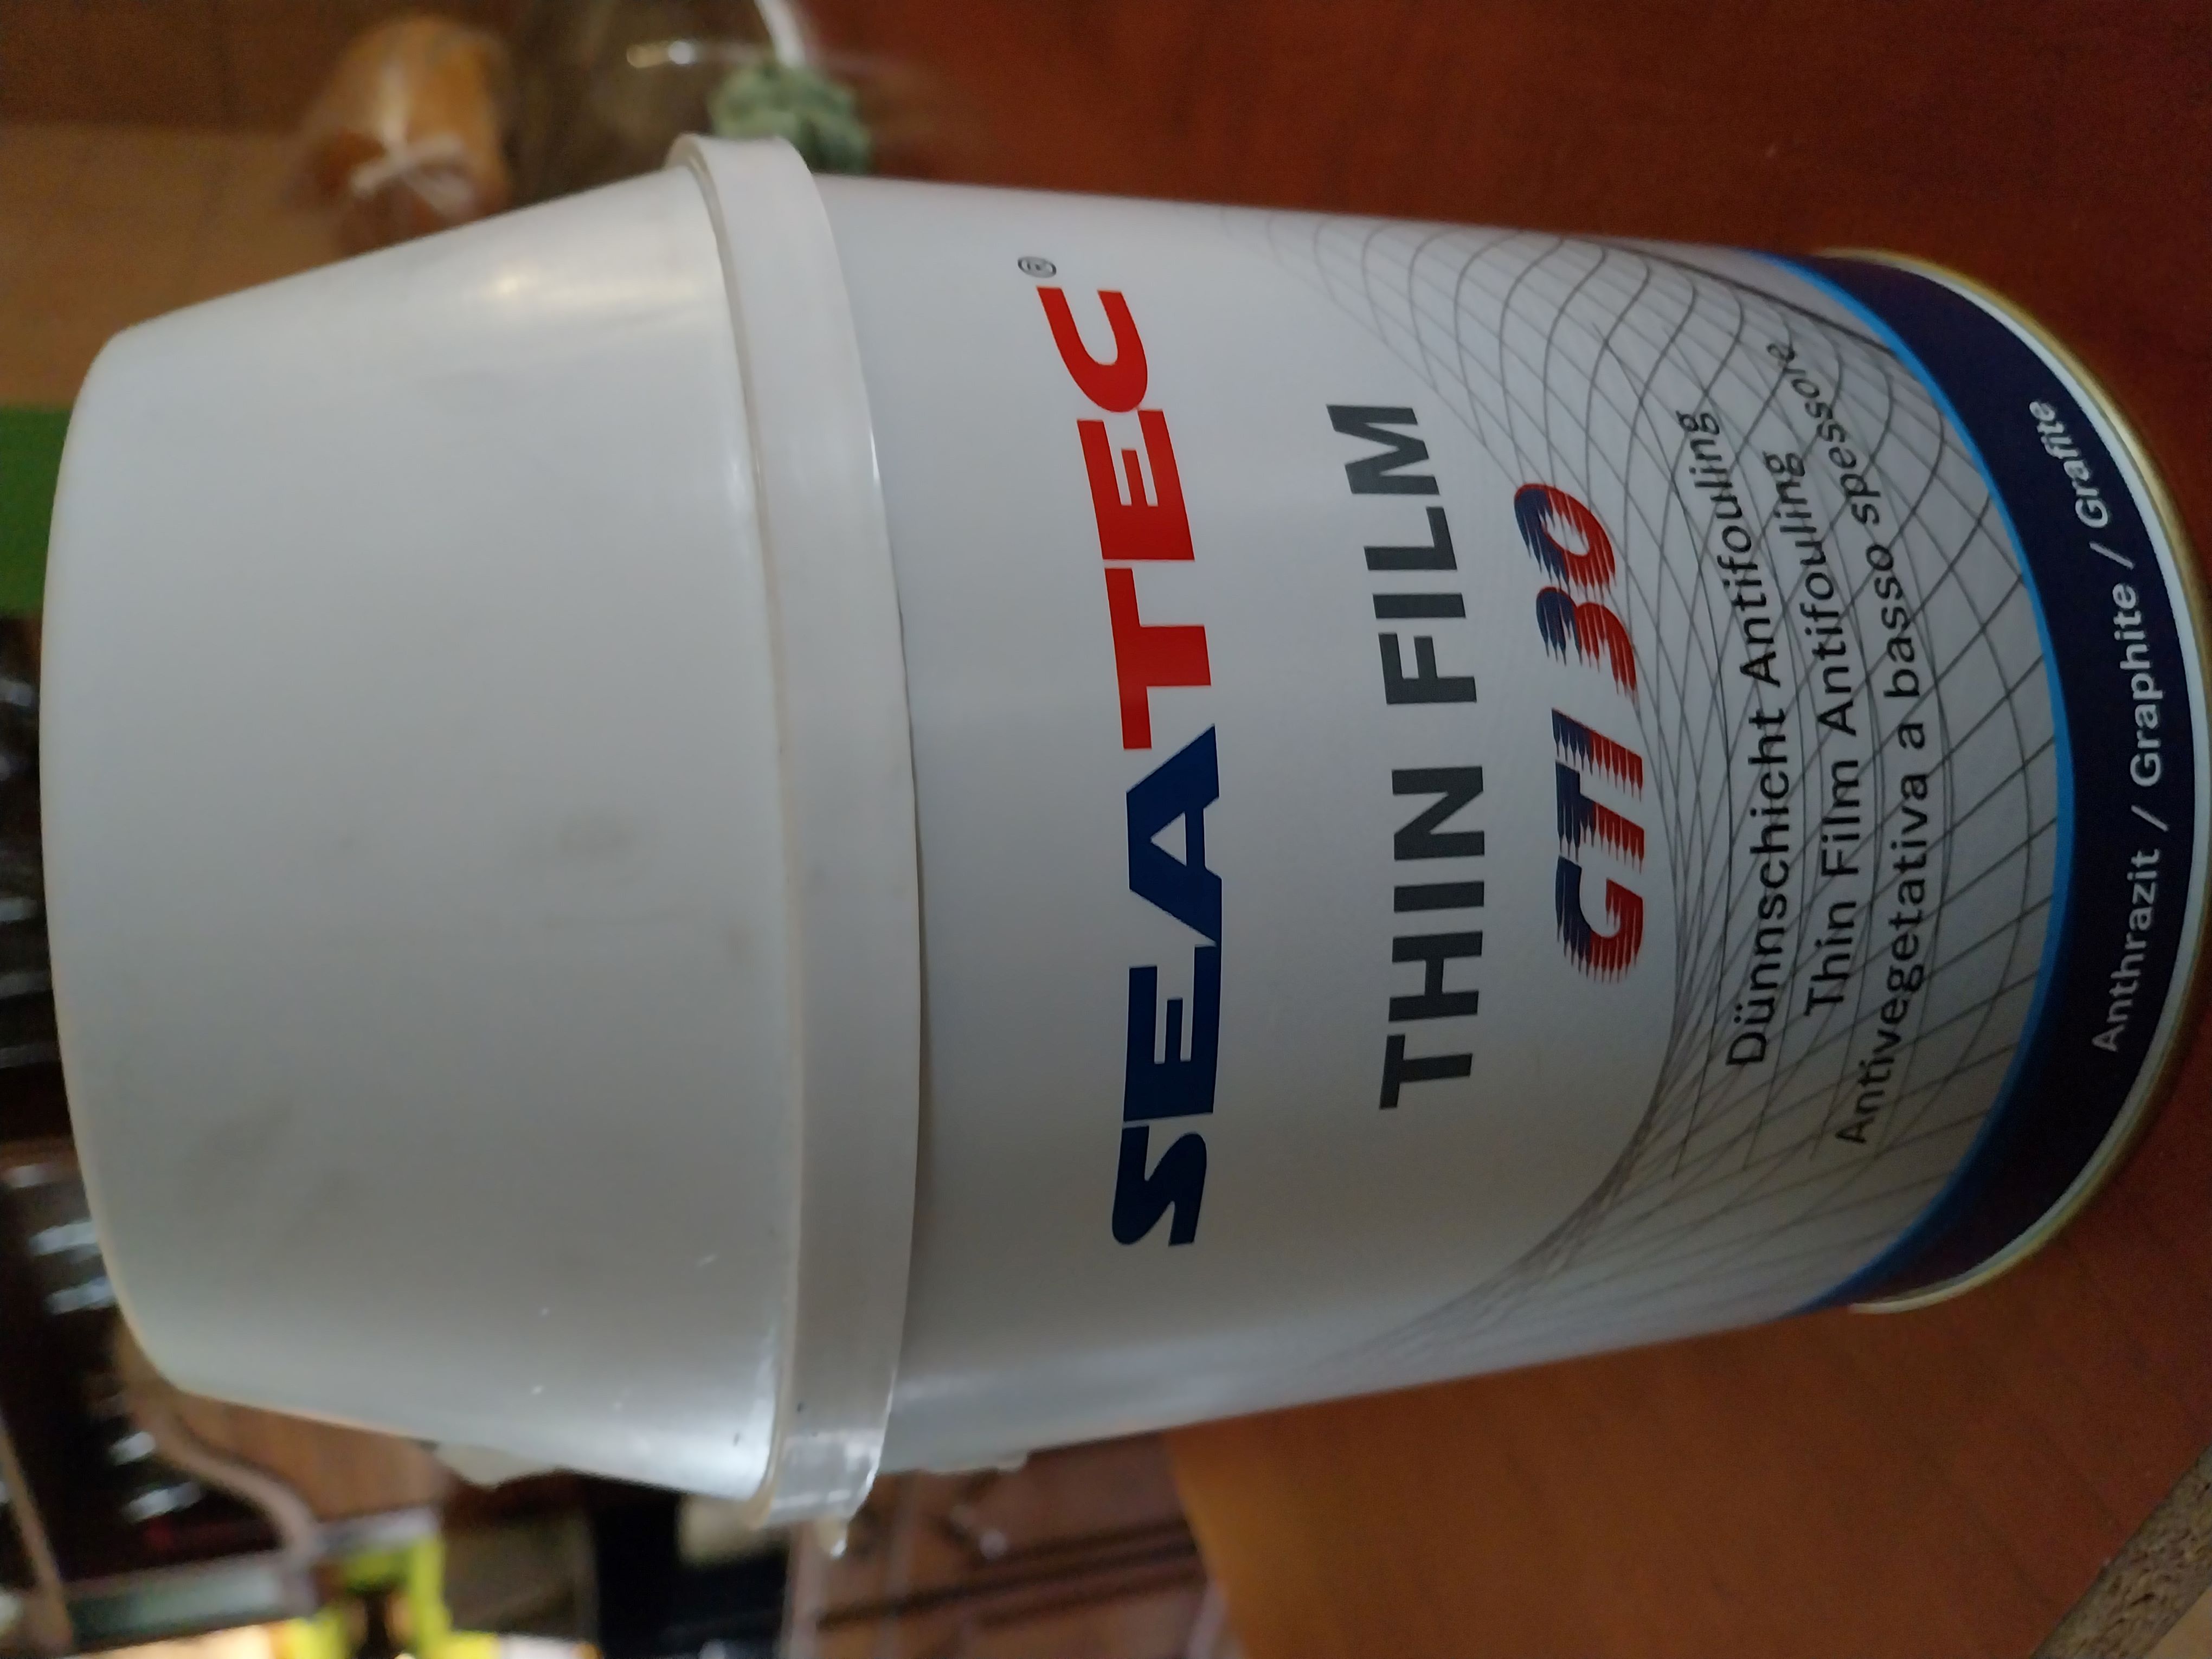 SEATEC®
THIN FILM
GTI 30
Dünnschicht Antifouling
Thin Film Antifouling
Antivegetativa a basso spessore
Anthrazit / Graphite / Grafite